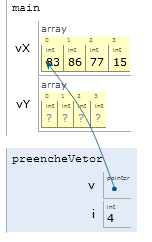 main
array
vX
0 1 2 3
int int int int
83 86 77 15
array
vY
0 1 2 3
int int int int
? ? ? ?
preencheVetor
v pointer
int
i 4